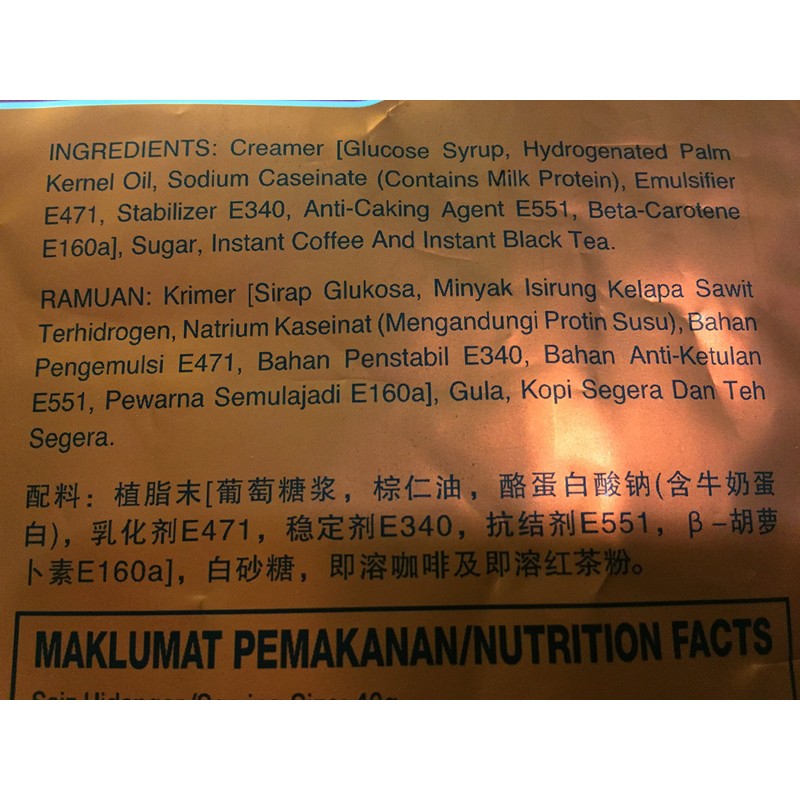 INGREDIENTS: Creamer [Glucose Syrup, Hydrogenated Palm
Kernel Oil, Sodium Caseinate (Contains Milk Protein), Emulsifier
E471, Stabilizer E340, Anti-Caking Agent E551, Beta-Carotene
E160a], Sugar, Instant Coffee And Instant Black Tea.
RAMUAN: Krimer [Sirap Glukosa, Minyak Isirung Kelapa Sawit
Terhidrogen, Natrium Kaseinat (Mengandungi Protin Susu), Bahan
Pengemulsi E471, Bahan Penstabil E340, Bahan Anti-Ketulan
E551, Pewarna Semulajadi E160a], Gula, Kopi Segera Dan Teh
Segera.
配料：植脂末[葡萄糖浆，棕仁油，酪蛋白酸钠(含牛奶蛋
白)，乳化剂E471，稳定剂E340，抗结剂E551，β-胡萝
卜素E160a]，白砂糖，即溶咖啡及即溶红茶粉。
MAKLUMAT PEMAKANAN/NUTRITION FACTS